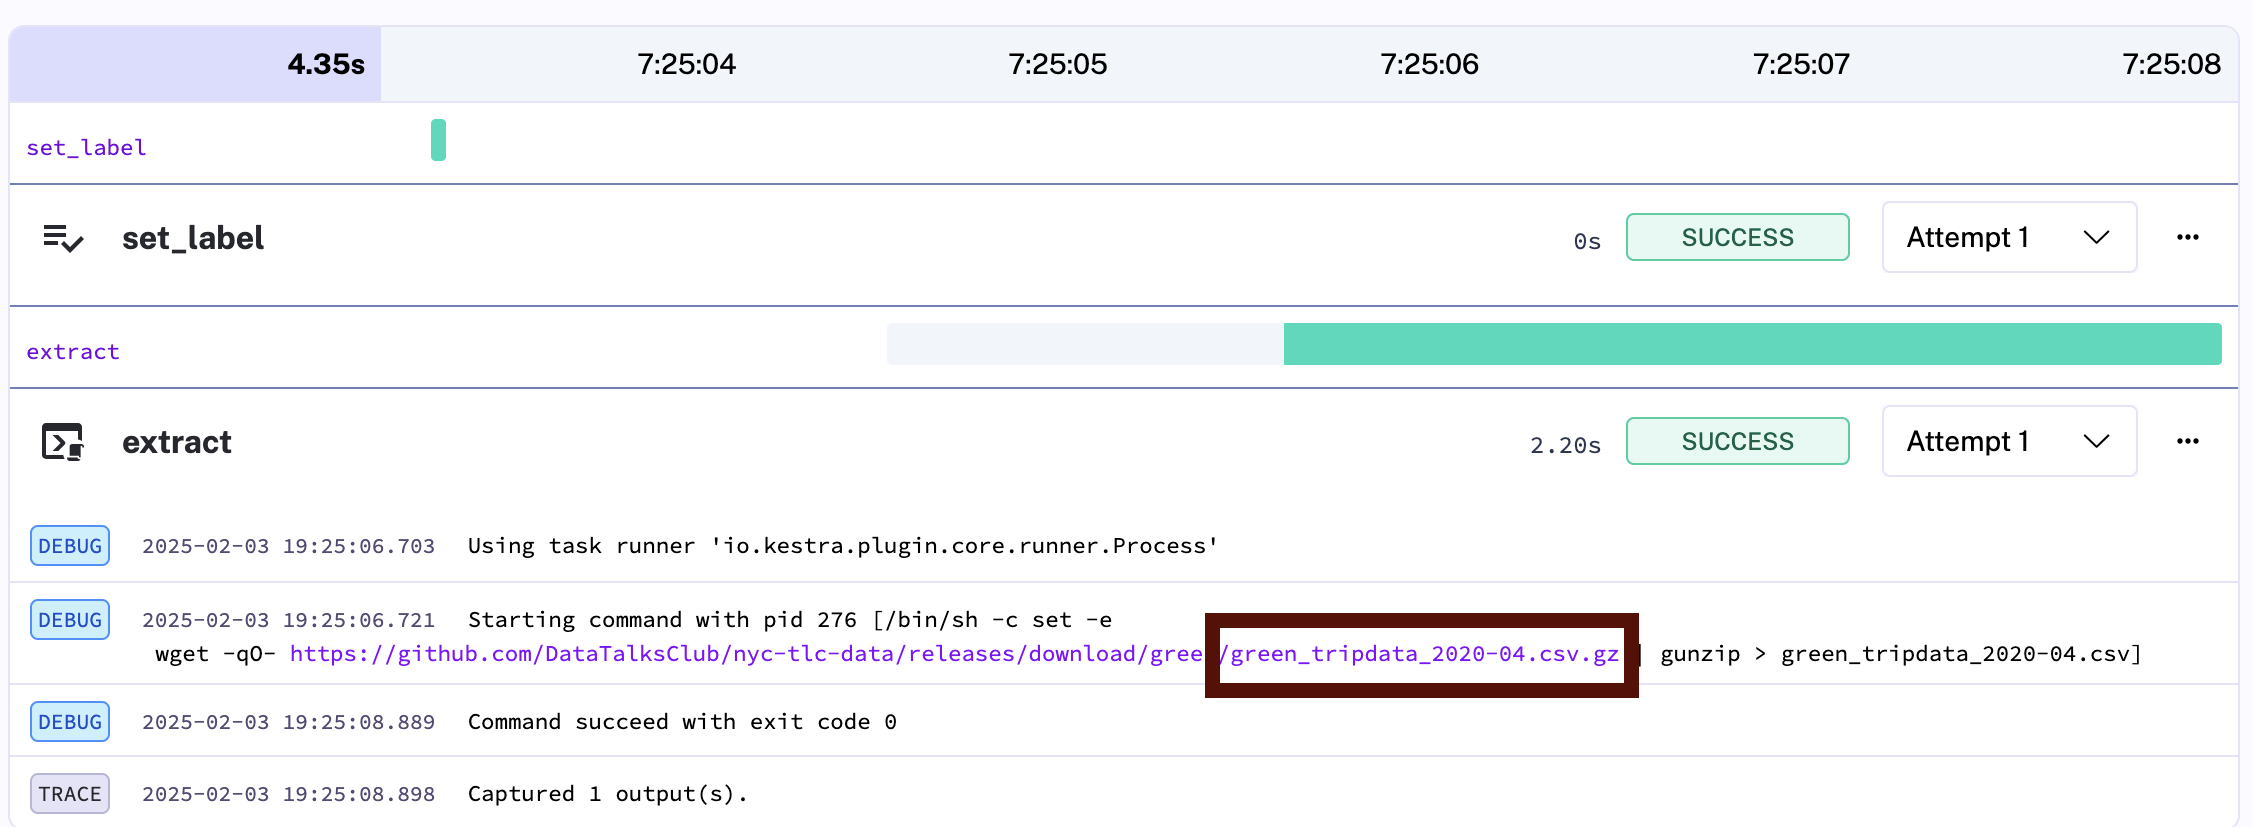 4.35s 7:25:04 7:25:05 7:25:06 7:25:07 7:25:08
set_label
set_label 0s SUCCESS Attempt 1
extract
extract 2.20s SUCCESS Attempt 1
DEBUG 2025-02-03 19:25:06.703 Using task runner 'io.kestra.plugin.core.runner.Process'
DEBUG 2025-02-03 19:25:06.721 Starting command with pid 276 [/bin/sh -c set -e
wget -qO- https://github.com/DataTalksClub/nyc-tlc-data/releases/download/gree/green_tripdata_2020-04.csv.gz | gunzip > green_tripdata_2020-04.csv]
DEBUG 2025-02-03 19:25:08.889 Command succeed with exit code 0
TRACE 2025-02-03 19:25:08.898 Captured 1 output(s).